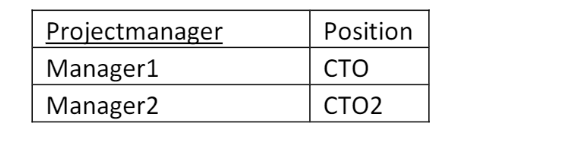 Projectmanager Position
Manager1 CTO
Manager2 CTO2